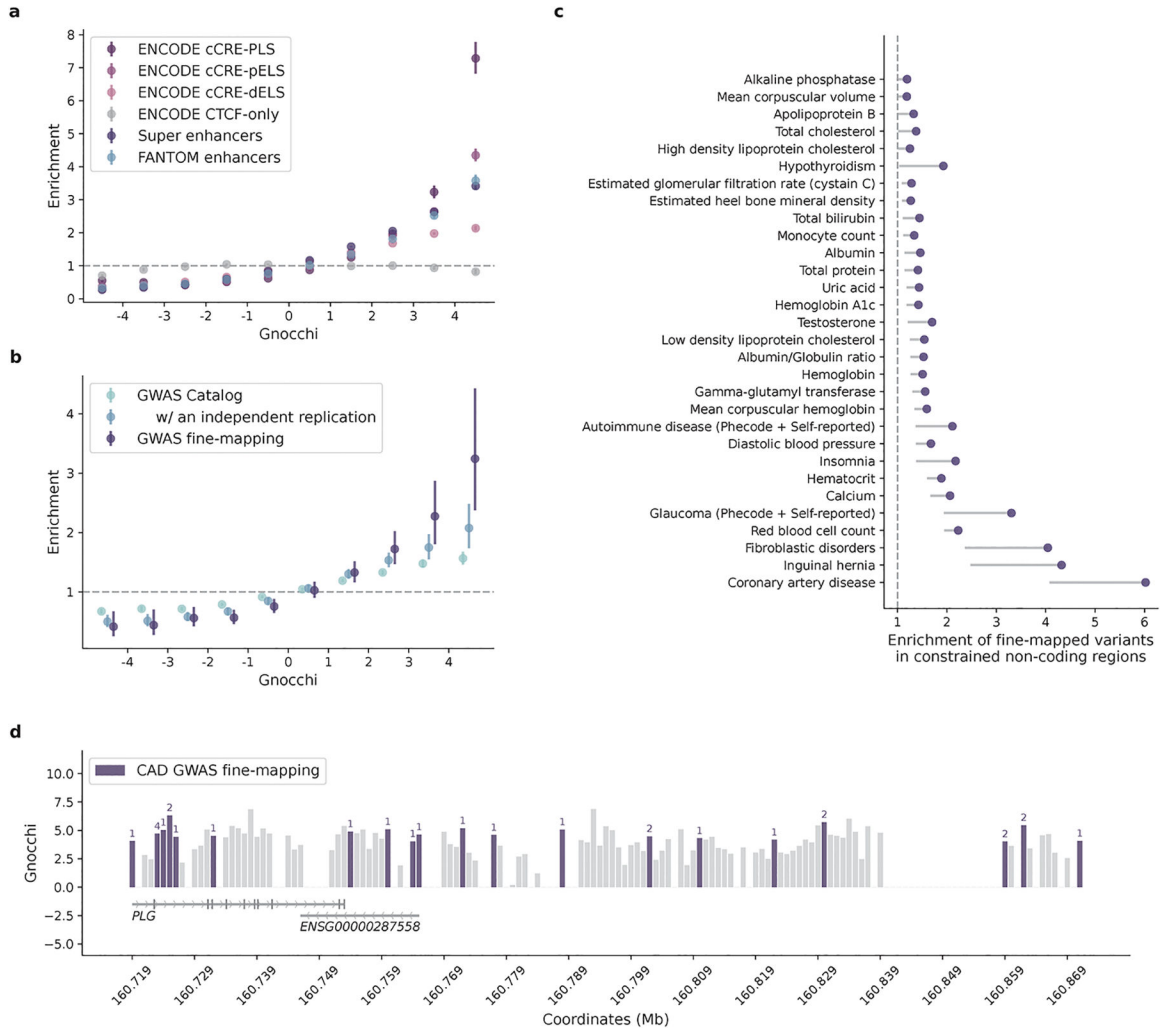 a
8
7
6
5
4
3
2
1
0
Enrichment
ENCODE cCRE-PLS
ENCODE cCRE-pELS
ENCODE cCRE-dELS
ENCODE CTCF-only
Super enhancers
FANTOM enhancers
-4 -3 -2 -1 0 1 2 3 4
Gnocchi
b
4
3
2
1
Enrichment
GWAS Catalog
w/ an independent replication
GWAS fine-mapping
-4 -3 -2 -1 0 1 2 3 4
Gnocchi
c
Alkaline phosphatase
Mean corpuscular volume
Apolipoprotein B
Total cholesterol
High density lipoprotein cholesterol
Hypothyroidism
Estimated glomerular filtration rate (cystain C)
Estimated heel bone mineral density
Total bilirubin
Monocyte count
Albumin
Total protein
Uric acid
Hemoglobin A1c
Testosterone
Low density lipoprotein cholesterol
Albumin/Globulin ratio
Hemoglobin
Gamma-glutamyl transferase
Mean corpuscular hemoglobin
Autoimmune disease (Phecode + Self-reported)
Diastolic blood pressure
Insomnia
Hematocrit
Calcium
Glaucoma (Phecode + Self-reported)
Red blood cell count
Fibroblastic disorders
Inguinal hernia
Coronary artery disease
1 2 3 4 5 6
Enrichment of fine-mapped variants
in constrained non-coding regions
d
10.0
7.5
5.0
2.5
0.0
−2.5
−5.0
Gnocchi
CAD GWAS fine-mapping
1 4 1 2 1 1 1 1 1 1 1 1 1 2 1 1 2 2 2 1
PLG
ENSG00000287558
160.719 160.729 160.739 160.749 160.759 160.769 160.779 160.789 160.799 160.809 160.819 160.829 160.839 160.849 160.859 160.869
Coordinates (Mb)